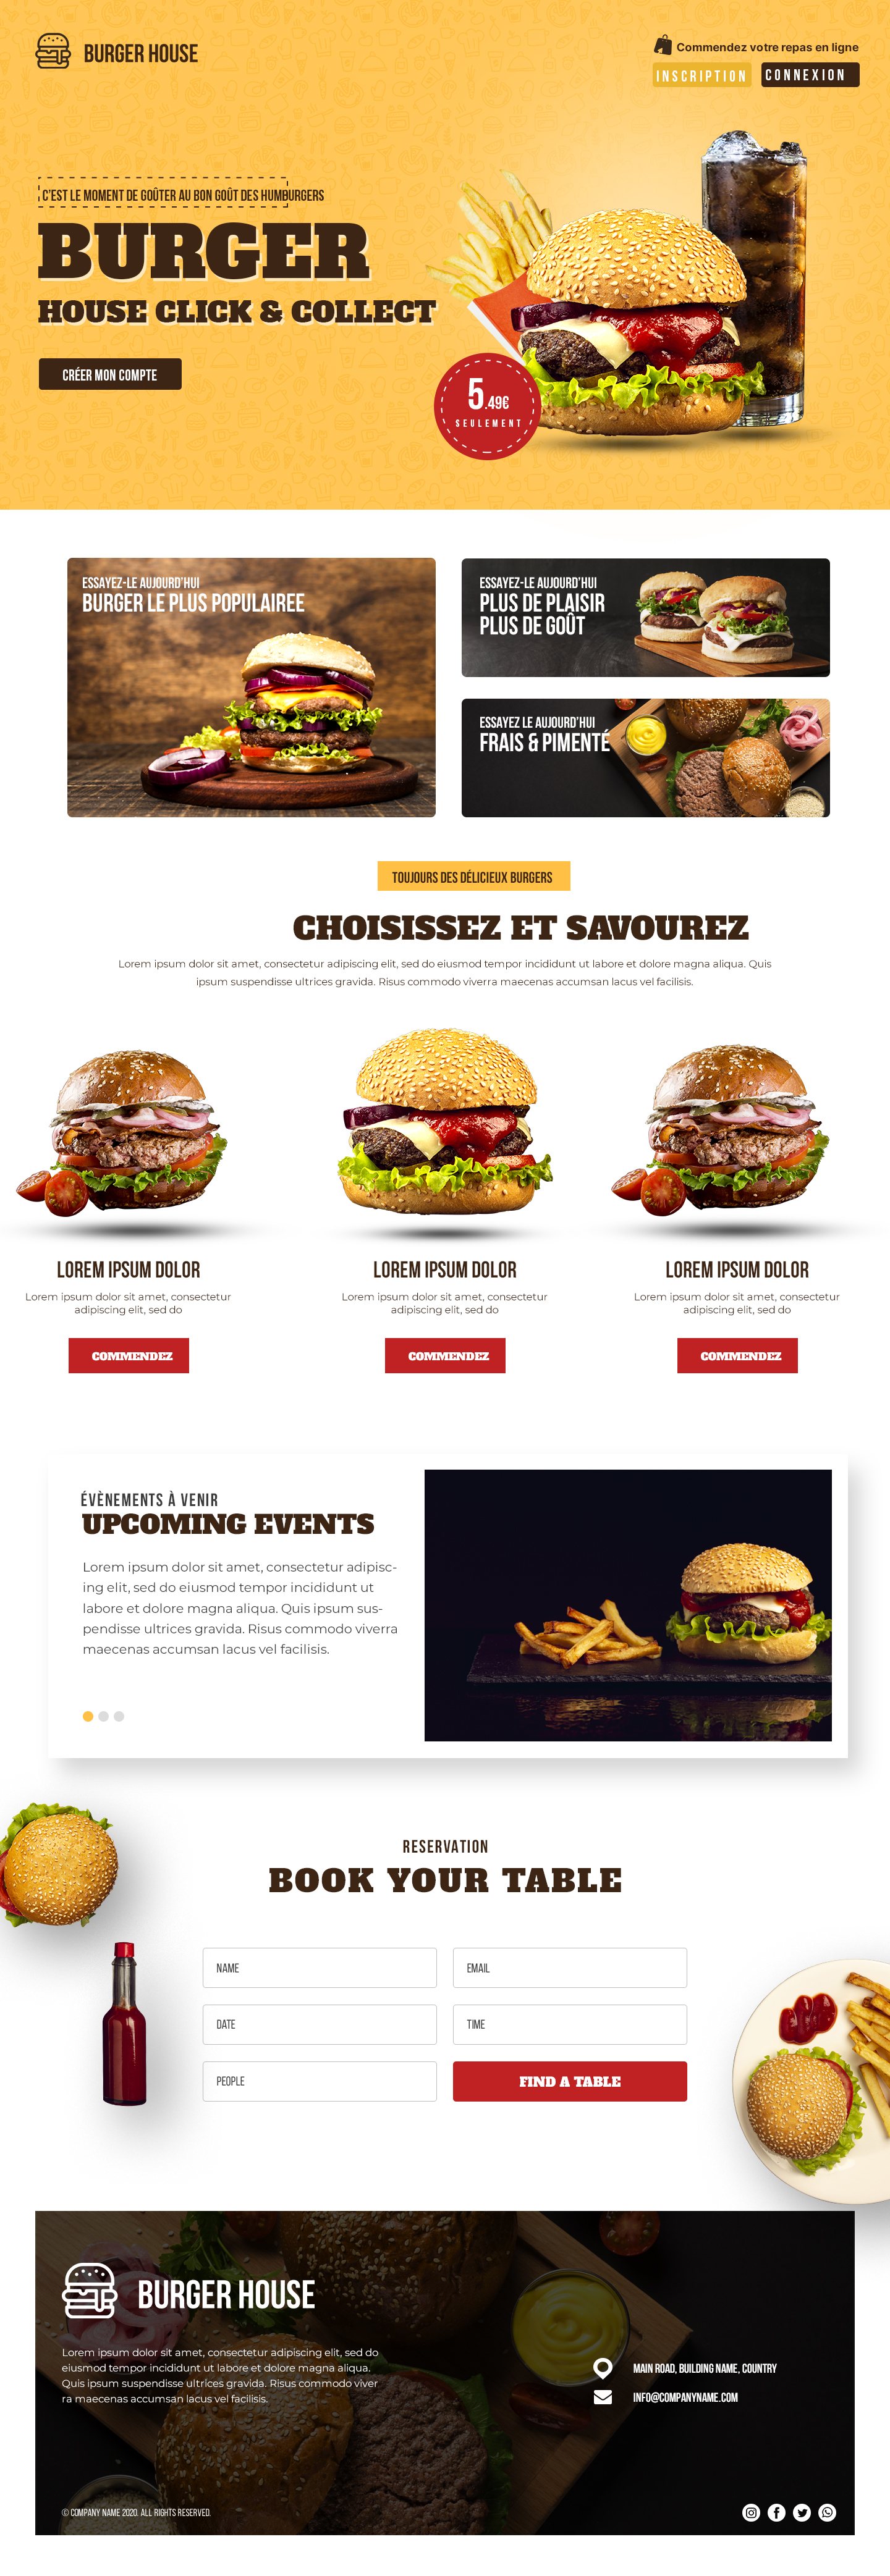 BURGER HOUSE
Commendez votre repas en ligne
INSCRIPTION
CONNEXION
C'EST LE MOMENT DE GOÛTER AU BON GOÛT DES HUMBURGERS
BURGER
HOUSE CLICK & COLLECT
CRÉER MON COMPTE
5.49€
SEULEMENT
ESSAYEZ-LE AUJOURD'HUI
BURGER LE PLUS POPULAIREE
ESSAYEZ-LE AUJOURD'HUI
PLUS DE PLAISIR
PLUS DE GOÛT
ESSAYEZ LE AUJOURD'HUI
FRAIS & PIMENTÉ
TOUJOURS DES DÉLICIEUX BURGERS
CHOISISSEZ ET SAVOUREZ
Lorem ipsum dolor sit amet, consectetur adipiscing elit, sed do eiusmod tempor incididunt ut labore et dolore magna aliqua. Quis
ipsum suspendisse ultrices gravida. Risus commodo viverra maecenas accumsan lacus vel facilisis.
LOREM IPSUM DOLOR
Lorem ipsum dolor sit amet, consectetur
adipiscing elit, sed do
COMMENDEZ
LOREM IPSUM DOLOR
Lorem ipsum dolor sit amet, consectetur
adipiscing elit, sed do
COMMENDEZ
LOREM IPSUM DOLOR
Lorem ipsum dolor sit amet, consectetur
adipiscing elit, sed do
COMMENDEZ
ÉVÈNEMENTS À VENIR
UPCOMING EVENTS
Lorem ipsum dolor sit amet, consectetur adipisc-
ing elit, sed do eiusmod tempor incididunt ut
labore et dolore magna aliqua. Quis ipsum sus-
pendisse ultrices gravida. Risus commodo viverra
maecenas accumsan lacus vel facilisis.
RESERVATION
BOOK YOUR TABLE
NAME
EMAIL
DATE
TIME
PEOPLE
FIND A TABLE
BURGER HOUSE
Lorem ipsum dolor sit amet, consectetur adipiscing elit, sed do
eiusmod tempor incididunt ut labore et dolore magna aliqua.
Quis ipsum suspendisse ultrices gravida. Risus commodo viver
ra maecenas accumsan lacus vel facilisis.
MAIN ROAD, BUILDING NAME, COUNTRY
INFO@COMPANYNAME.COM
© COMPANY NAME 2020. ALL RIGHTS RESERVED.